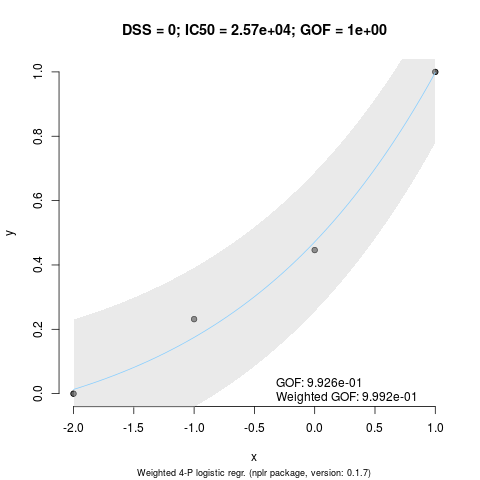 DSS = 0; IC50 = 2.57e+04; GOF = 1e+00
1.0
0.8
0.6
y
0.4
0.2
0.0
GOF: 9.926e-01
Weighted GOF: 9.992e-01
-2.0 -1.5 -1.0 -0.5 0.0 0.5 1.0
x
Weighted 4-P logistic regr. (nplr package, version: 0.1.7)